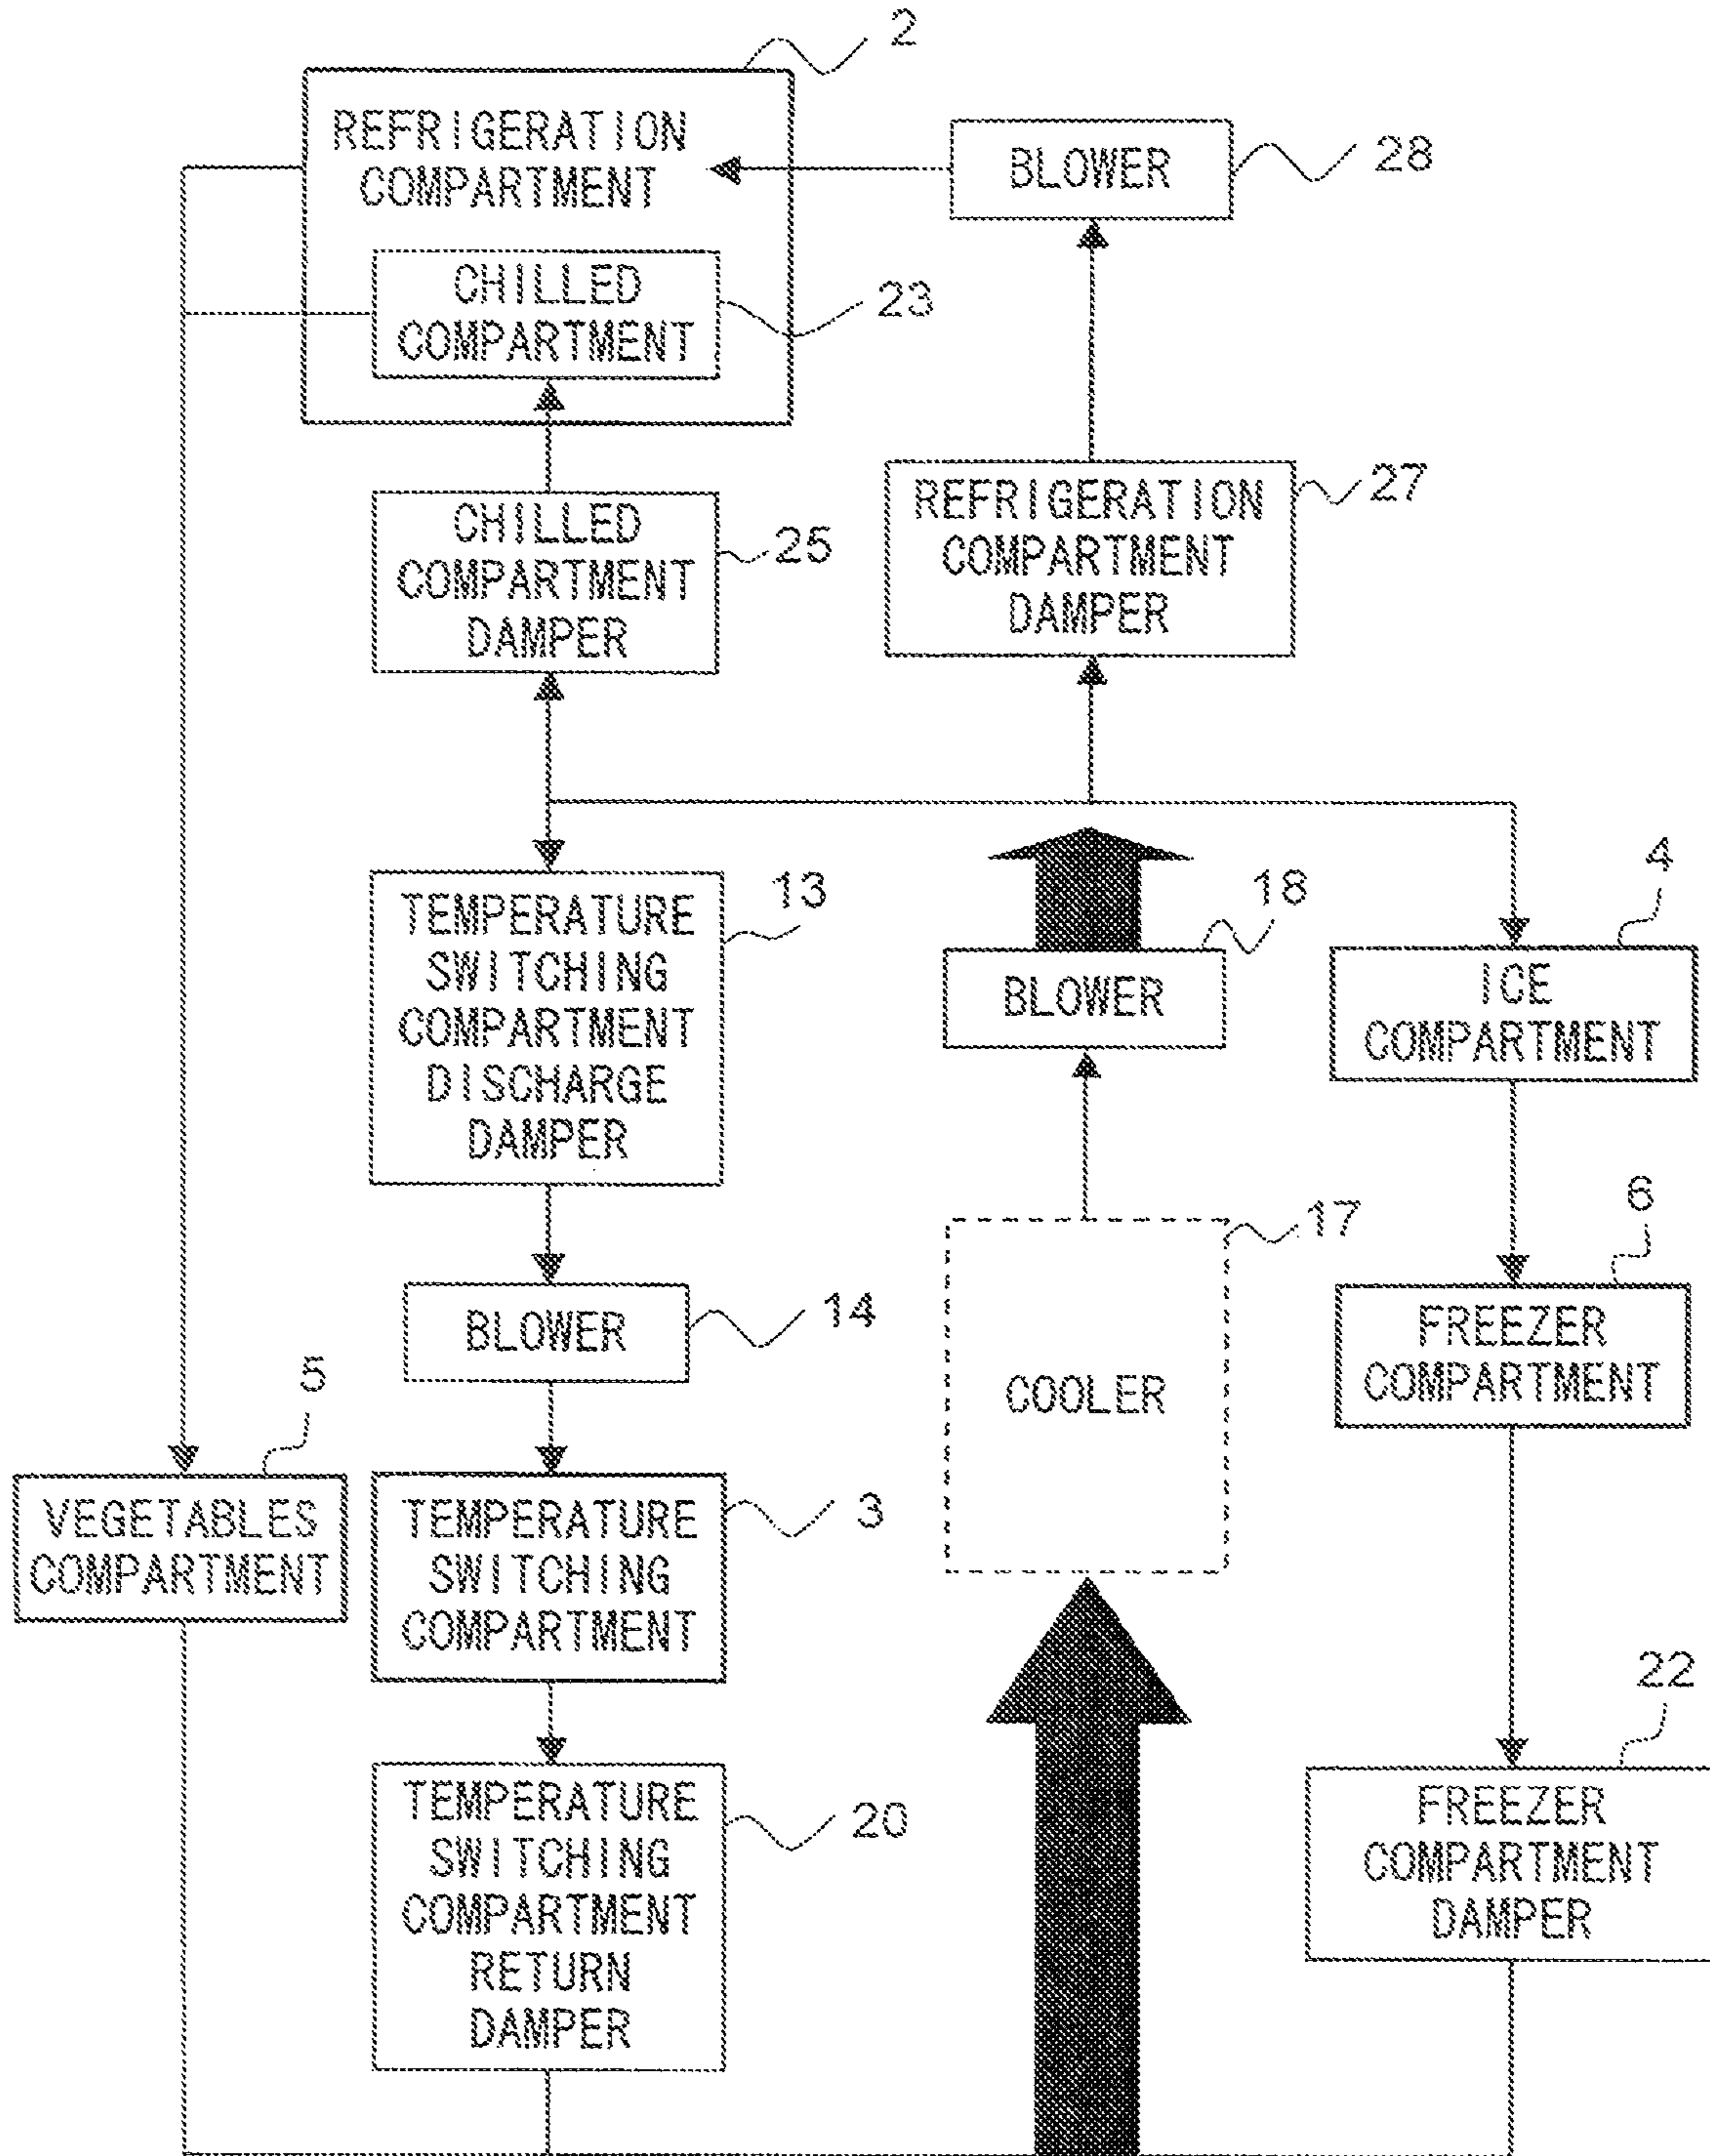 2
REFRIGERATION
COMPARTMENT
BLOWER
28
CHILLED
COMPARTMENT
23
CHILLED
COMPARTMENT
DAMPER
25
REFRIGERATION
COMPARTMENT
DAMPER
27
TEMPERATURE
SWITCHING
COMPARTMENT
DISCHARGE
DAMPER
13
BLOWER
18
4
ICE
COMPARTMENT
BLOWER
14
COOLER
17
6
FREEZER
COMPARTMENT
5
VEGETABLES
COMPARTMENT
TEMPERATURE
SWITCHING
COMPARTMENT
3
TEMPERATURE
SWITCHING
COMPARTMENT
RETURN
DAMPER
20
22
FREEZER
COMPARTMENT
DAMPER